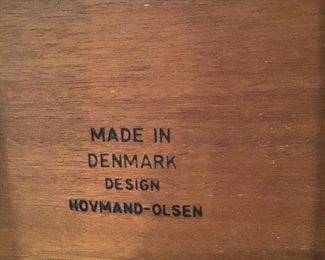 MADE IN
DENMARK
DESIGN
HOVMAND-OLSEN